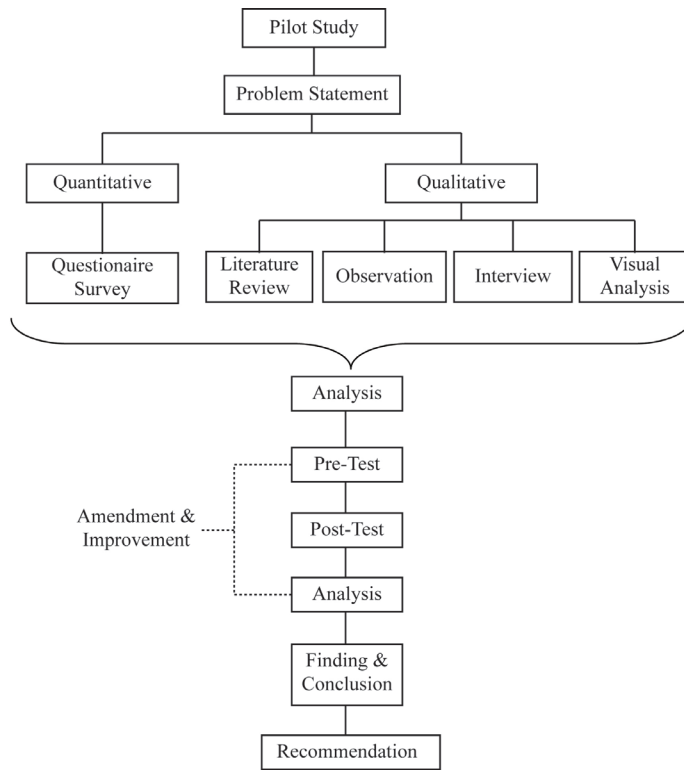 Pilot Study
Problem Statement
Quantitative
Qualitative
Questionaire
Survey
Literature
Review
Observation
Interview
Visual
Analysis
Analysis
Pre-Test
Amendment &
Improvement
Post-Test
Analysis
Finding &
Conclusion
Recommendation